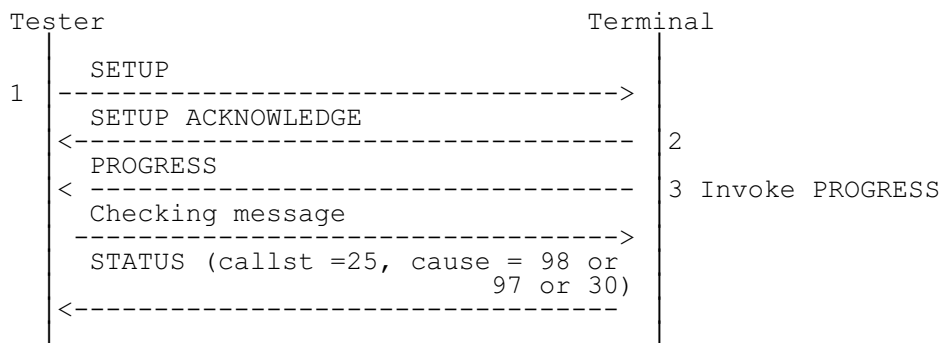 Tester Terminal
SETUP
1
SETUP ACKNOWLEDGE
2
PROGRESS
3 Invoke PROGRESS
Checking message
STATUS (callst =25, cause = 98 or
97 or 30)